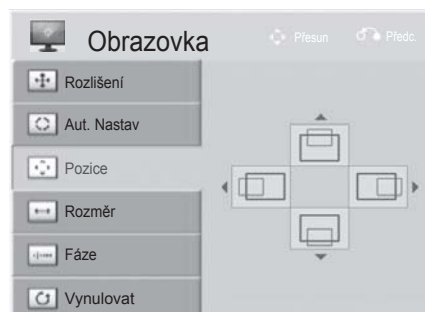 Obrazovka
Přesun
Předc.
Rozlišení
Aut. Nastav
Pozice
Rozměr
Fáze
Vynulovat